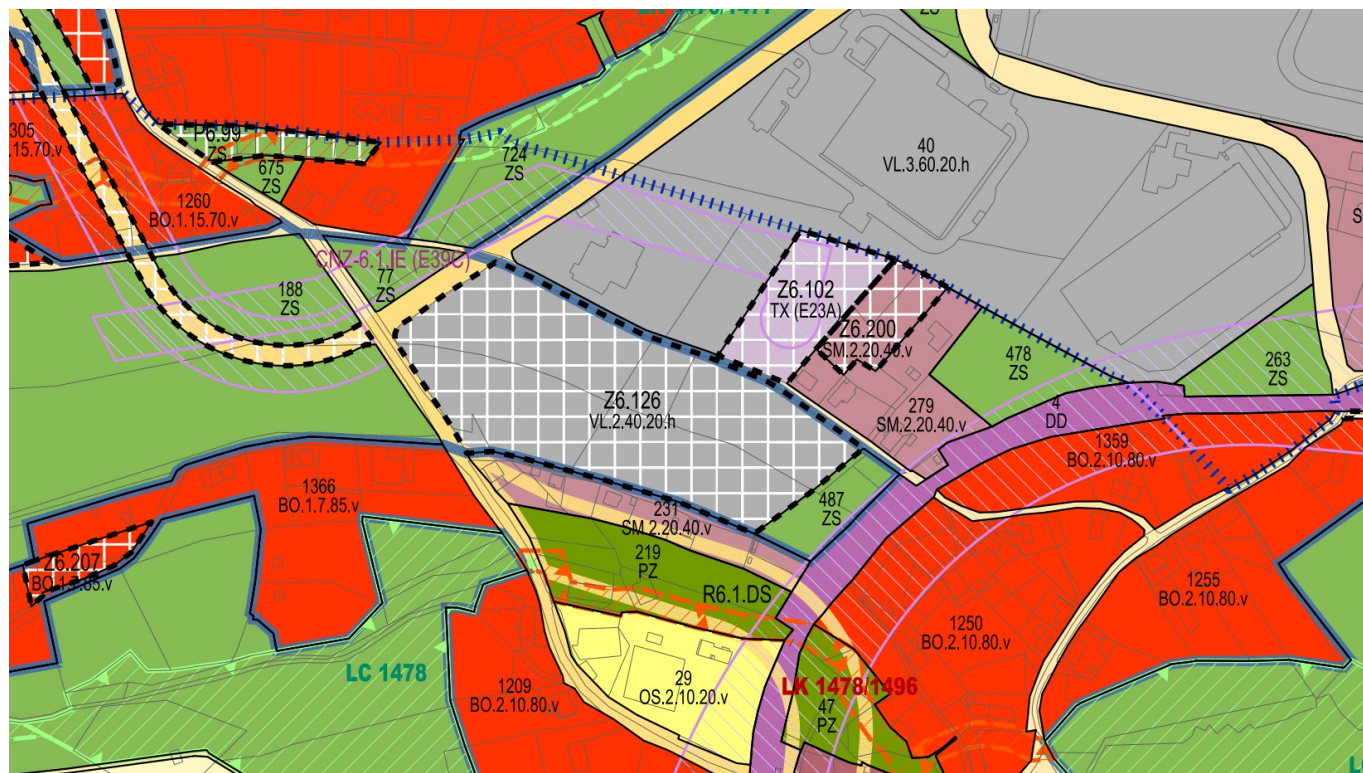 ZS
40
VL.3.60.20.h
305
.15.70.v
P6.99
ZS
675
ZS
724
ZS
1260
BO.1.15.70.v
CNZ-6.1.IE (E39C)
77
ZS
188
ZS
Z6.102
TX (E23A)
Z6.200
SM.2.20.40.v
478
ZS
263
ZS
Z6.126
VL.2.40.20.h
279
SM.2.20.40.v
4
DD
1359
BO.2.10.80.v
1366
BO.1.7.85.v
487
ZS
231
SM.2.20.40.v
219
PZ
Z6.207
BO.1.7.85.v
R6.1.DS
1255
BO.2.10.80.v
1250
BO.2.10.80.v
LC 1478
29
OS.2.10.20.v
1209
BO.2.10.80.v
LK 1478/1496
47
PZ